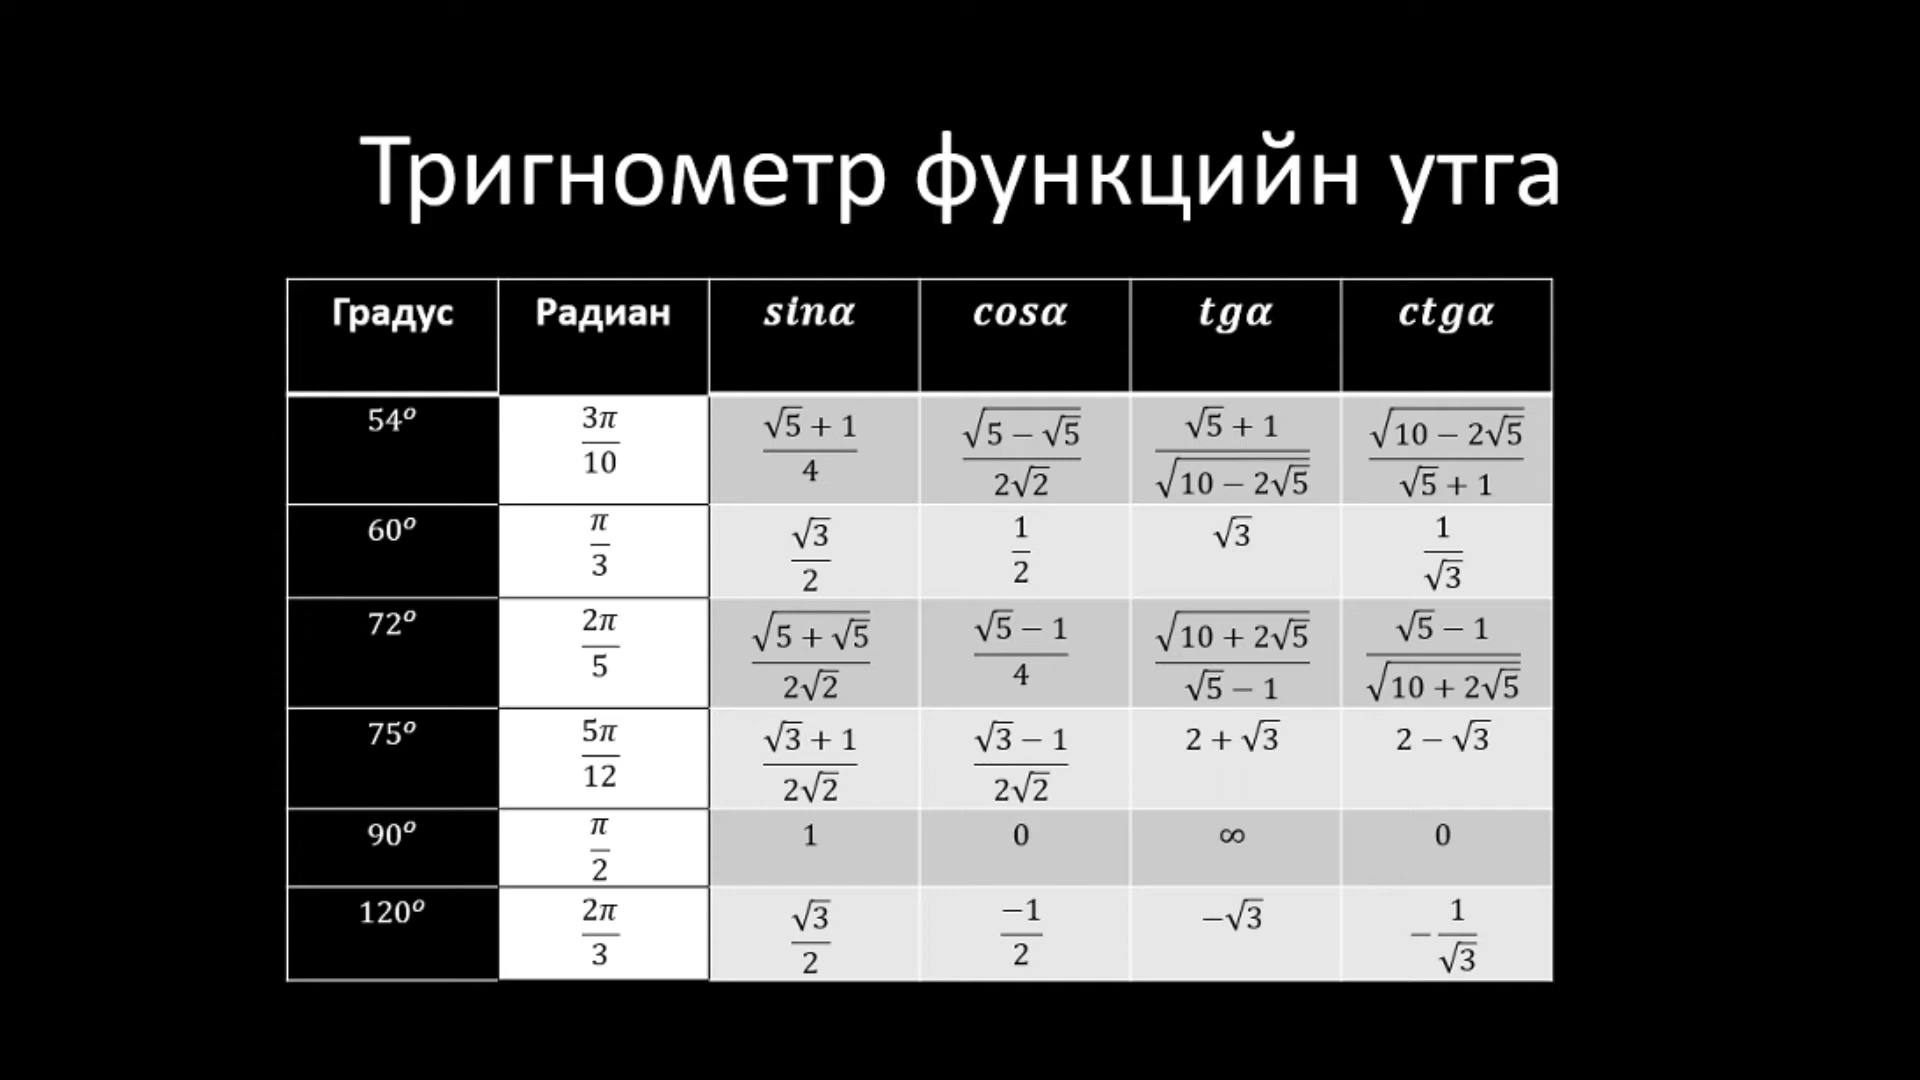 Тригнометр функцийн утга
Градус Радиан sinα cosα tgα ctgα
54° 3π/10 (√5+1)/4 √(5−√5)/(2√2) (√5+1)/√(10−2√5) √(10−2√5)/(√5+1)
60° π/3 √3/2 1/2 √3 1/√3
72° 2π/5 √(5+√5)/(2√2) (√5−1)/4 √(10+2√5)/(√5−1) (√5−1)/√(10+2√5)
75° 5π/12 (√3+1)/(2√2) (√3−1)/(2√2) 2+√3 2−√3
90° π/2 1 0 ∞ 0
120° 2π/3 √3/2 −1/2 −√3 −1/√3